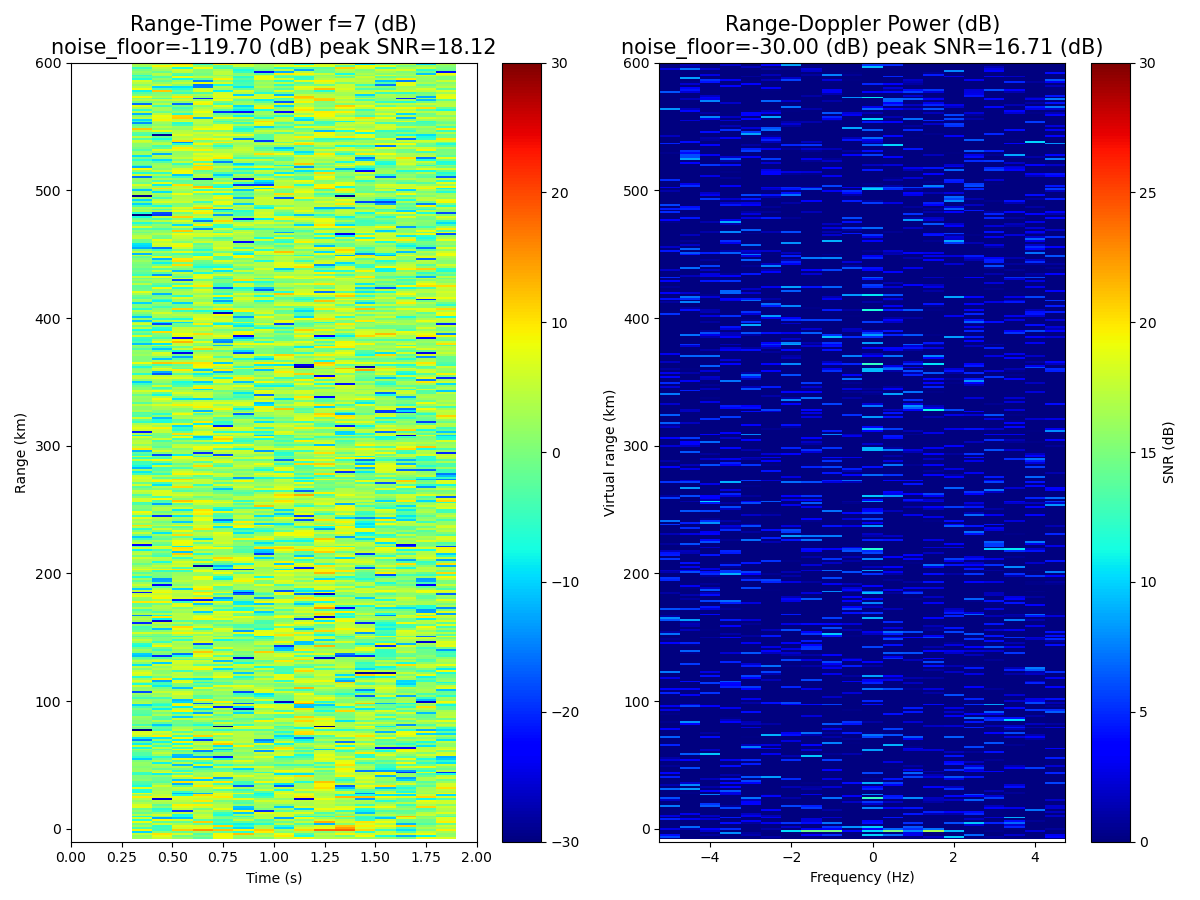 Range-Time Power f=7 (dB)
noise_floor=-119.70 (dB) peak SNR=18.12
600
500
400
300
200
100
0
Range (km)
0.00 0.25 0.50 0.75 1.00 1.25 1.50 1.75 2.00
Time (s)
30
20
10
0
−10
−20
−30
Range-Doppler Power (dB)
noise_floor=-30.00 (dB) peak SNR=16.71 (dB)
600
500
400
300
200
100
0
Virtual range (km)
−4 −2 0 2 4
Frequency (Hz)
30
25
20
15
10
5
0
SNR (dB)